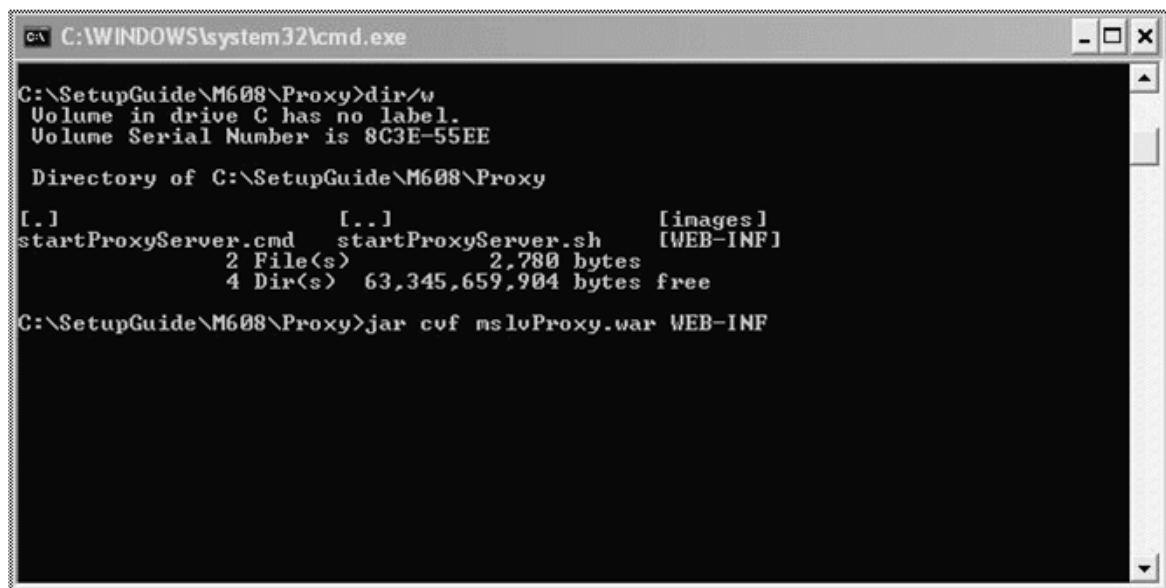 C:\WINDOWS\system32\cmd.exe
C:\SetupGuide\M608\Proxy>dir/w
Volume in drive C has no label.
Volume Serial Number is 8C3E-55EE
Directory of C:\SetupGuide\M608\Proxy
[.] [..] [images]
startProxyServer.cmd startProxyServer.sh [WEB-INF]
2 File(s) 2,780 bytes
4 Dir(s) 63,345,659,904 bytes free
C:\SetupGuide\M608\Proxy>jar cvf mslvProxy.war WEB-INF